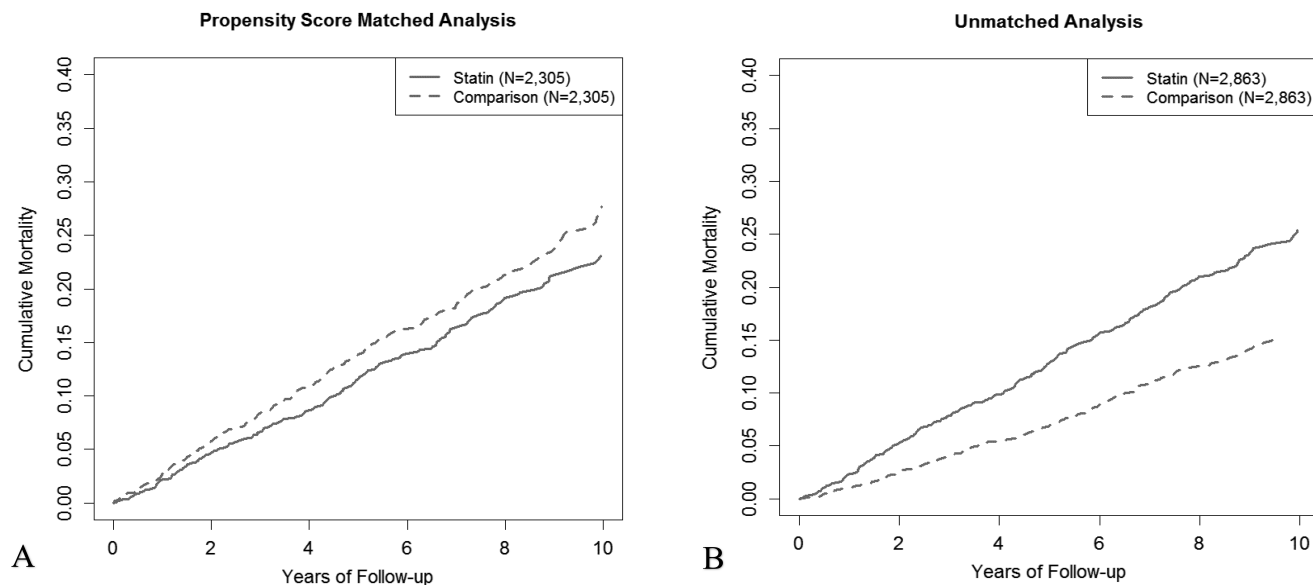 Propensity Score Matched Analysis
Statin (N=2,305)
Comparison (N=2,305)
0.40
0.35
0.30
0.25
0.20
0.15
0.10
0.05
0.00
Cumulative Mortality
0 2 4 6 8 10
Years of Follow-up
A
Unmatched Analysis
Statin (N=2,863)
Comparison (N=2,863)
0.40
0.35
0.30
0.25
0.20
0.15
0.10
0.05
0.00
Cumulative Mortality
0 2 4 6 8 10
Years of Follow-up
B